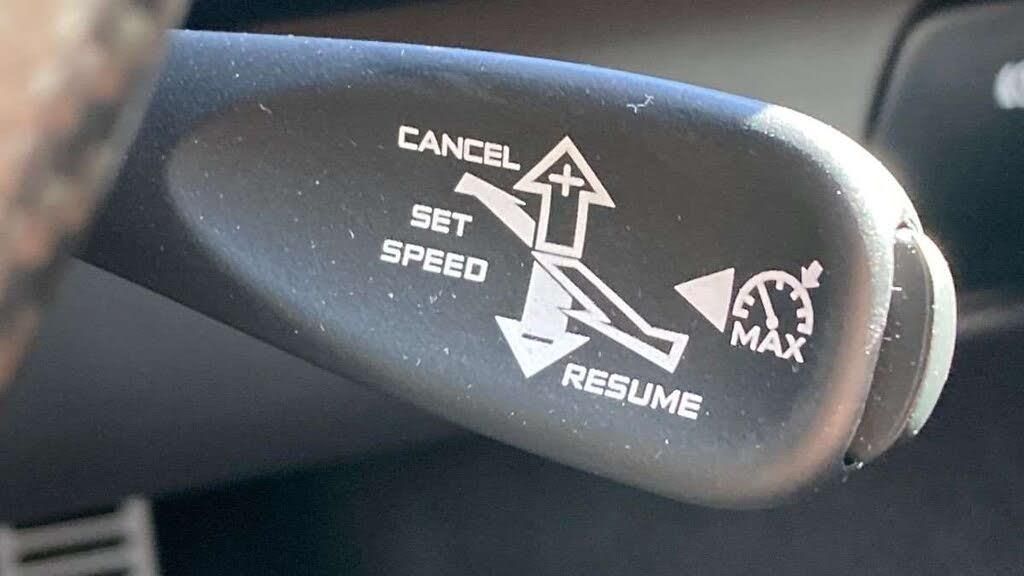 CANCEL
+
SET
SPEED
-
RESUME
MAX